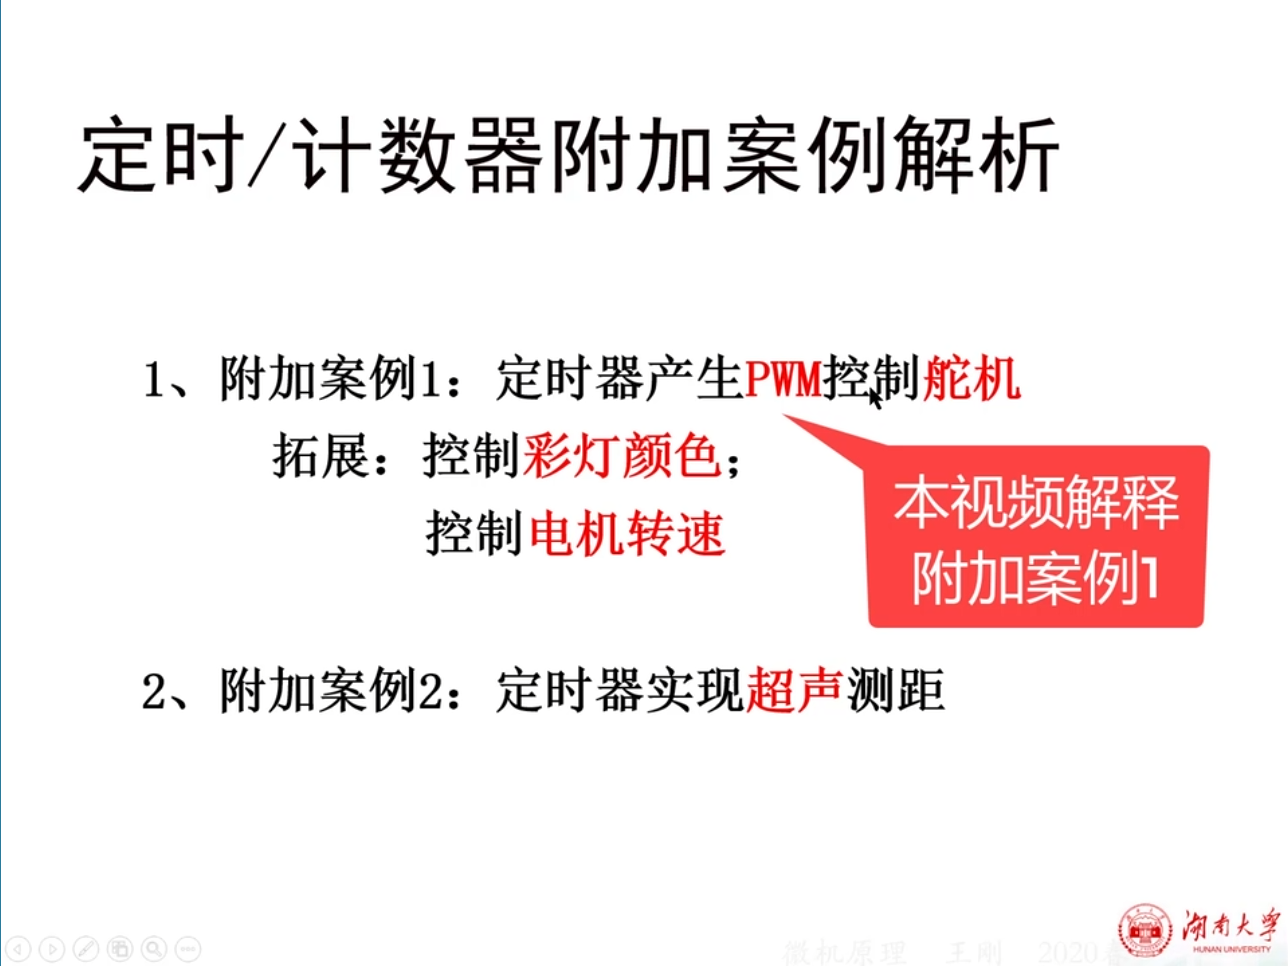 定时/计数器附加案例解析
1、附加案例1：定时器产生PWM控制舵机
拓展：控制彩灯颜色；
控制电机转速
本视频解释
附加案例1
2、附加案例2：定时器实现超声测距
湖南大学
HUNAN UNIVERSITY
微机原理 王刚 2020春